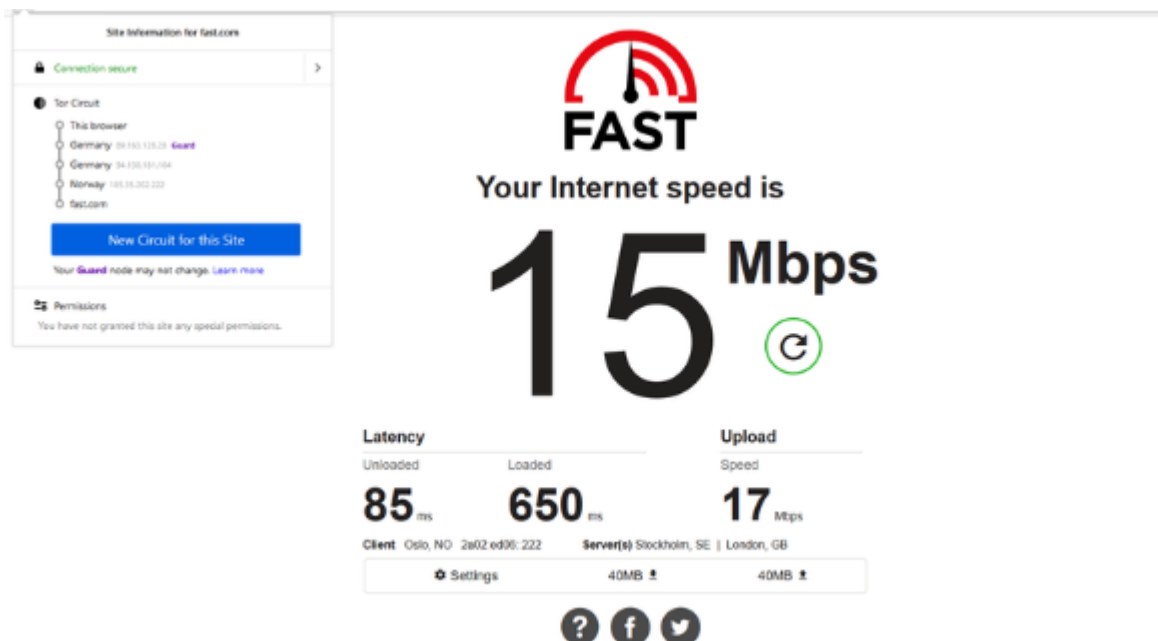 Site Information for fast.com
Connection secure
Tor Circuit
This browser
Germany Guard
Germany
Norway
fast.com
New Circuit for this Site
Your Guard node may not change. Learn more
Permissions
You have not granted this site any special permissions.
FAST
Your Internet speed is
15 Mbps
Latency Upload
Unloaded Loaded Speed
85 ms 650 ms 17 Mbps
Client Oslo, NO 2a02:ed06::222 Server(s) Stockholm, SE | London, GB
Settings 40MB 40MB
?
f